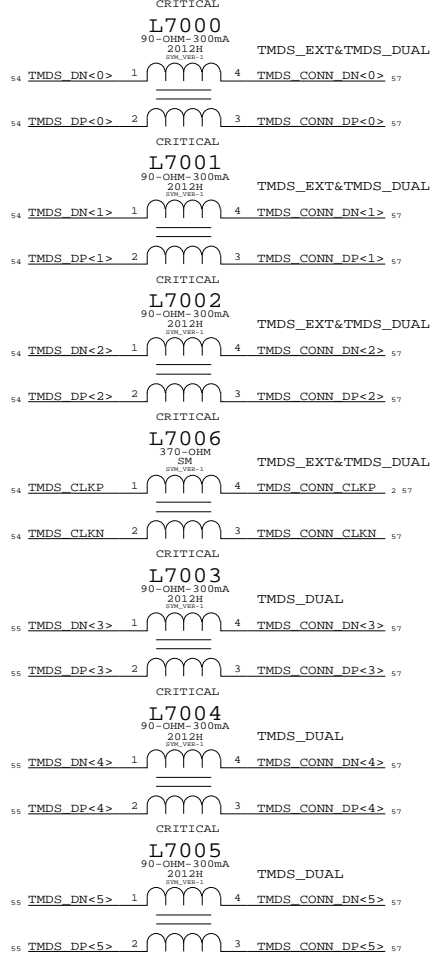 CRITICAL
L7000
90-OHM-300mA
2012H
SYM_VER-1
TMDS_EXT&TMDS_DUAL
54 TMDS_DN<0> 1 4 TMDS_CONN_DN<0> 57
54 TMDS_DP<0> 2 3 TMDS_CONN_DP<0> 57
CRITICAL
L7001
90-OHM-300mA
2012H
SYM_VER-1
TMDS_EXT&TMDS_DUAL
54 TMDS_DN<1> 1 4 TMDS_CONN_DN<1> 57
54 TMDS_DP<1> 2 3 TMDS_CONN_DP<1> 57
CRITICAL
L7002
90-OHM-300mA
2012H
SYM_VER-1
TMDS_EXT&TMDS_DUAL
54 TMDS_DN<2> 1 4 TMDS_CONN_DN<2> 57
54 TMDS_DP<2> 2 3 TMDS_CONN_DP<2> 57
CRITICAL
L7006
370-OHM
SM
SYM_VER-1
TMDS_EXT&TMDS_DUAL
54 TMDS_CLKP 1 4 TMDS_CONN_CLKP 2 57
54 TMDS_CLKN 2 3 TMDS_CONN_CLKN 57
CRITICAL
L7003
90-OHM-300mA
2012H
SYM_VER-1
TMDS_DUAL
55 TMDS_DN<3> 1 4 TMDS_CONN_DN<3> 57
55 TMDS_DP<3> 2 3 TMDS_CONN_DP<3> 57
CRITICAL
L7004
90-OHM-300mA
2012H
SYM_VER-1
TMDS_DUAL
55 TMDS_DN<4> 1 4 TMDS_CONN_DN<4> 57
55 TMDS_DP<4> 2 3 TMDS_CONN_DP<4> 57
CRITICAL
L7005
90-OHM-300mA
2012H
SYM_VER-1
TMDS_DUAL
55 TMDS_DN<5> 1 4 TMDS_CONN_DN<5> 57
55 TMDS_DP<5> 2 3 TMDS_CONN_DP<5> 57